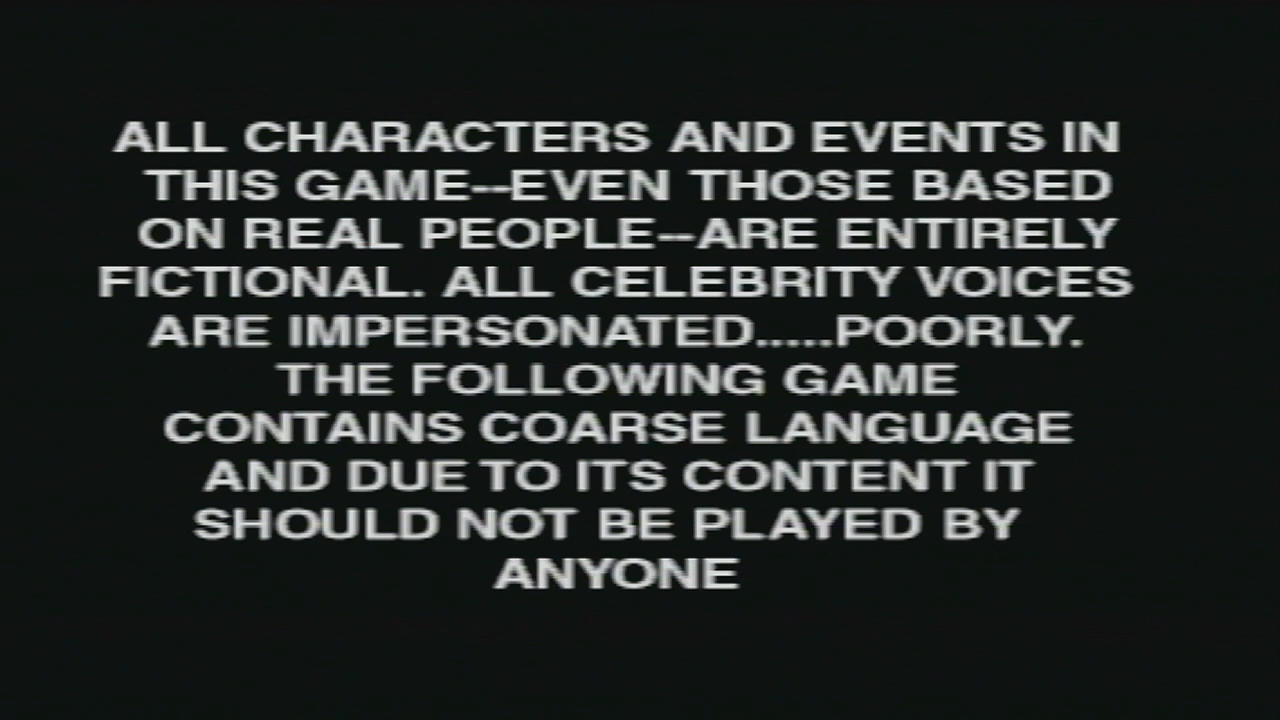 ALL CHARACTERS AND EVENTS IN
THIS GAME--EVEN THOSE BASED
ON REAL PEOPLE--ARE ENTIRELY
FICTIONAL. ALL CELEBRITY VOICES
ARE IMPERSONATED.....POORLY.
THE FOLLOWING GAME
CONTAINS COARSE LANGUAGE
AND DUE TO ITS CONTENT IT
SHOULD NOT BE PLAYED BY
ANYONE